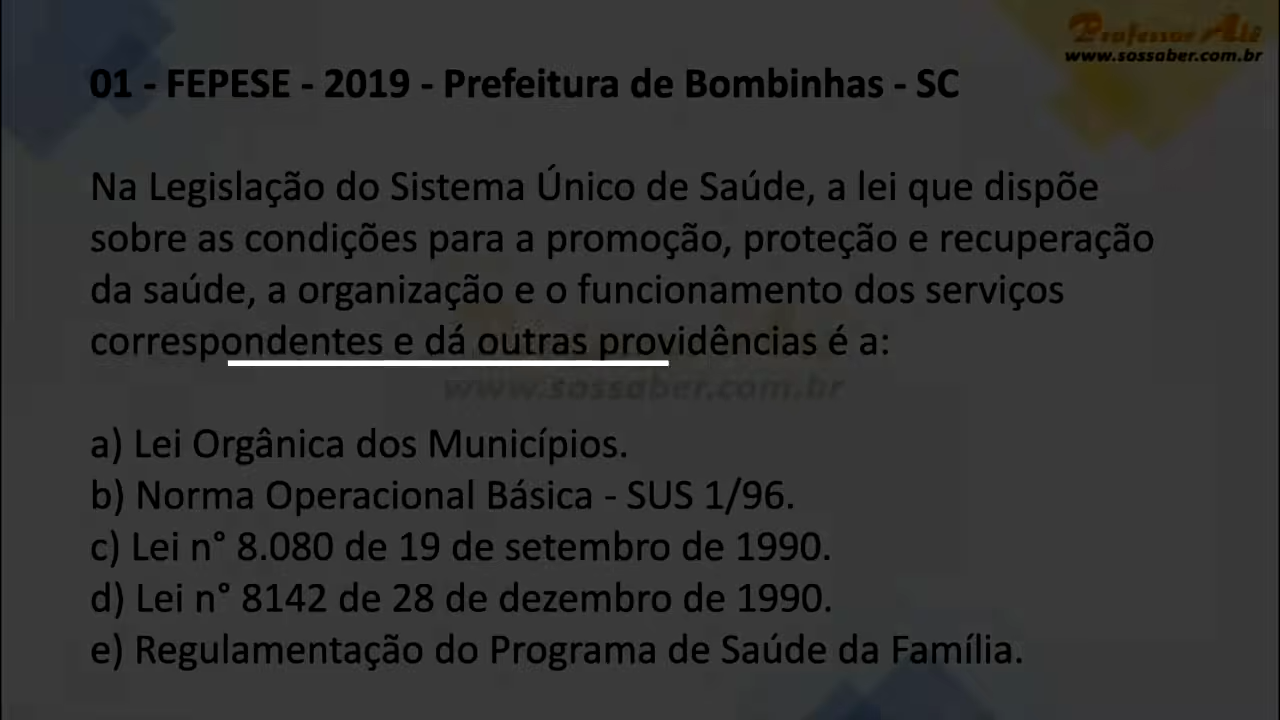 Professor Alê
www.sossaber.com.br
01 - FEPESE - 2019 - Prefeitura de Bombinhas - SC
Na Legislação do Sistema Único de Saúde, a lei que dispõe
sobre as condições para a promoção, proteção e recuperação
da saúde, a organização e o funcionamento dos serviços
correspondentes e dá outras providências é a:
www.sossaber.com.br
a) Lei Orgânica dos Municípios.
b) Norma Operacional Básica - SUS 1/96.
c) Lei n° 8.080 de 19 de setembro de 1990.
d) Lei n° 8142 de 28 de dezembro de 1990.
e) Regulamentação do Programa de Saúde da Família.